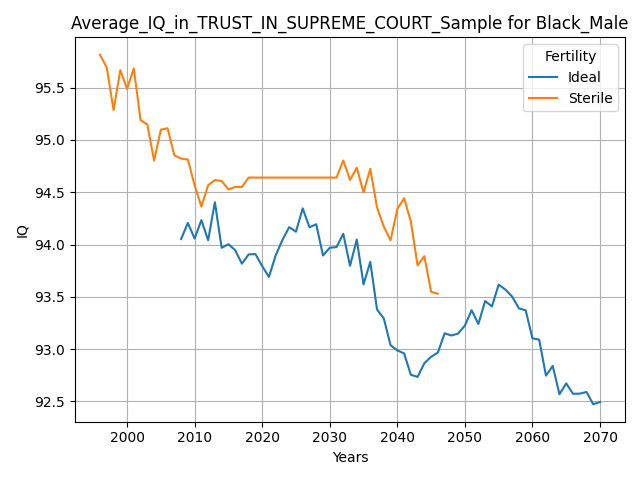 Average_IQ_in_TRUST_IN_SUPREME_COURT_Sample for Black_Male
Fertility
Ideal
Sterile
IQ
95.5
95.0
94.5
94.0
93.5
93.0
92.5
2000 2010 2020 2030 2040 2050 2060 2070
Years